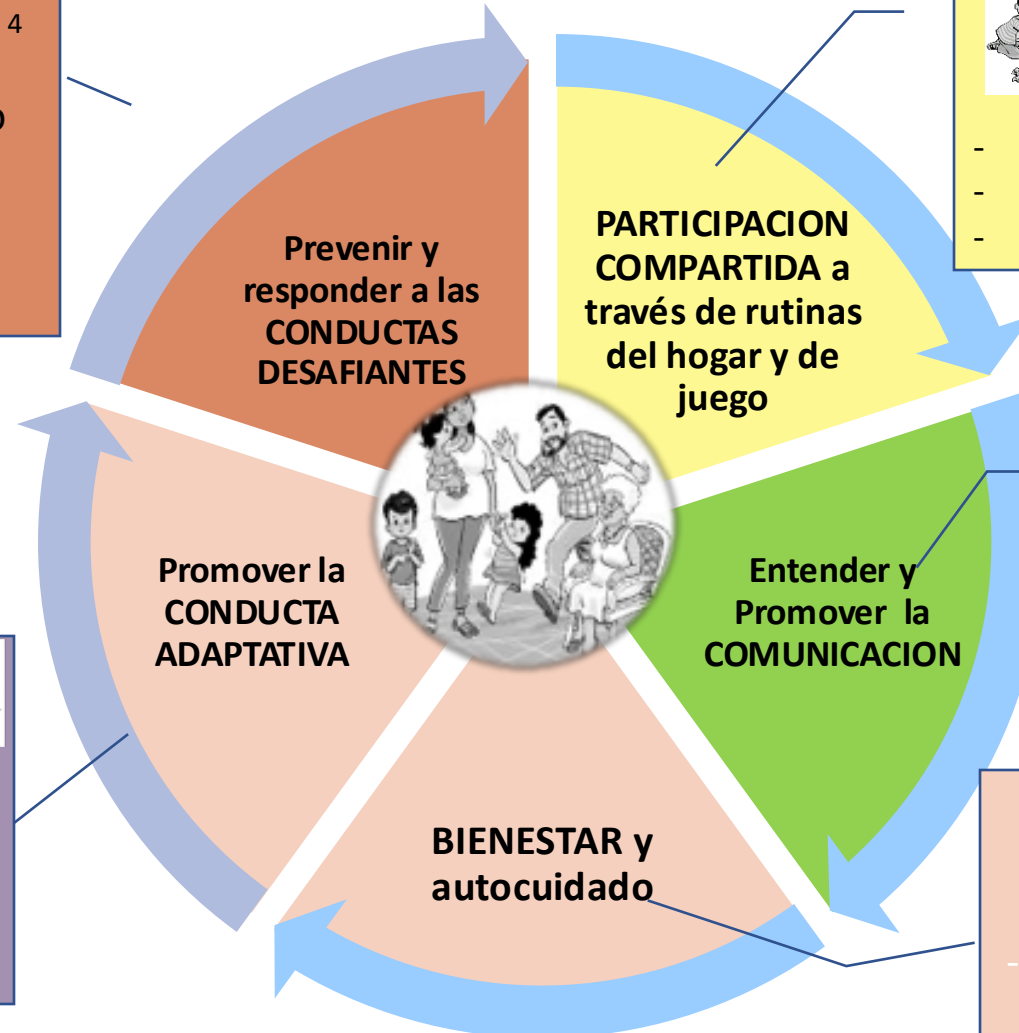 4
O
-
-
-
Prevenir y
responder a las
CONDUCTAS
DESAFIANTES
PARTICIPACION
COMPARTIDA a
través de rutinas
del hogar y de
juego
Entender y
Promover la
COMUNICACION
BIENESTAR y
autocuidado
-
Promover la
CONDUCTA
ADAPTATIVA